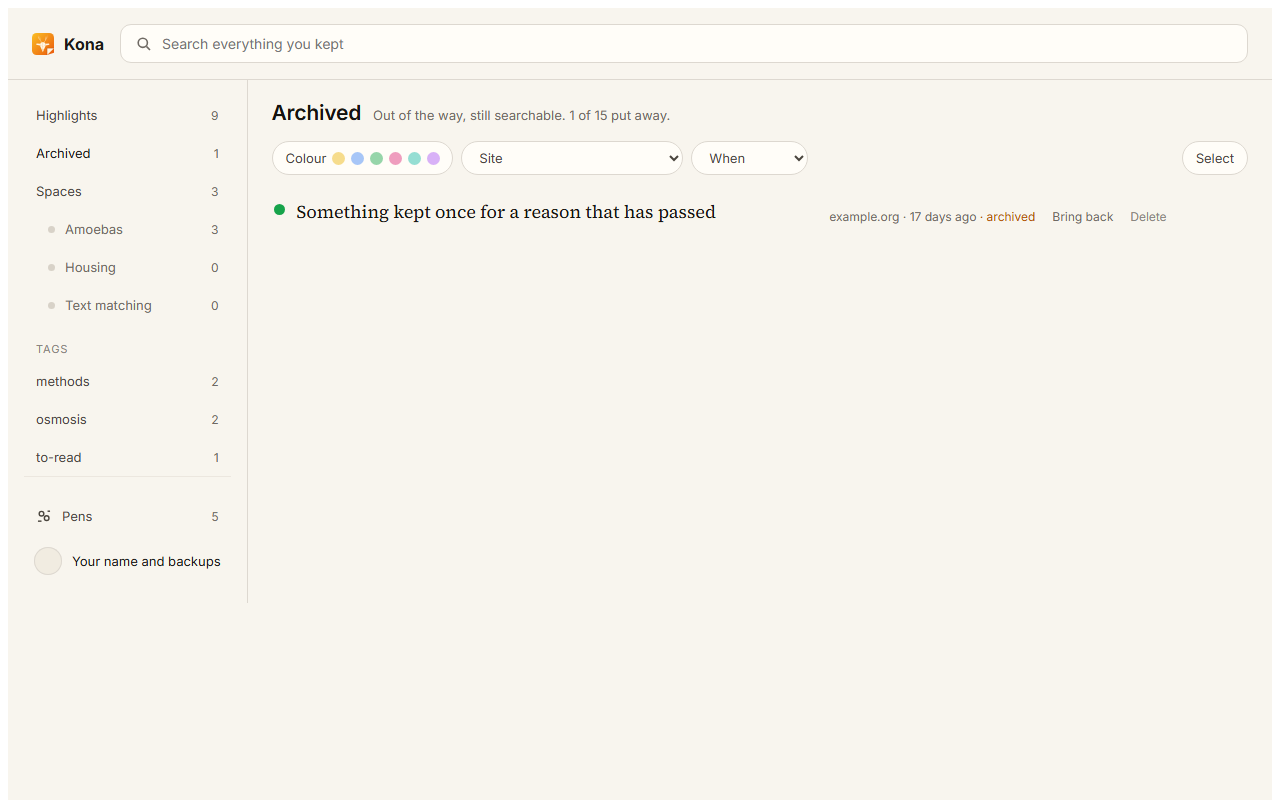 Kona
Search everything you kept
Highlights 9
Archived 1
Spaces 3
Amoebas 3
Housing 0
Text matching 0
TAGS
methods 2
osmosis 2
to-read 1
Pens 5
Your name and backups
Archived Out of the way, still searchable. 1 of 15 put away.
Colour Site When Select
Something kept once for a reason that has passed example.org · 17 days ago · archived Bring back Delete